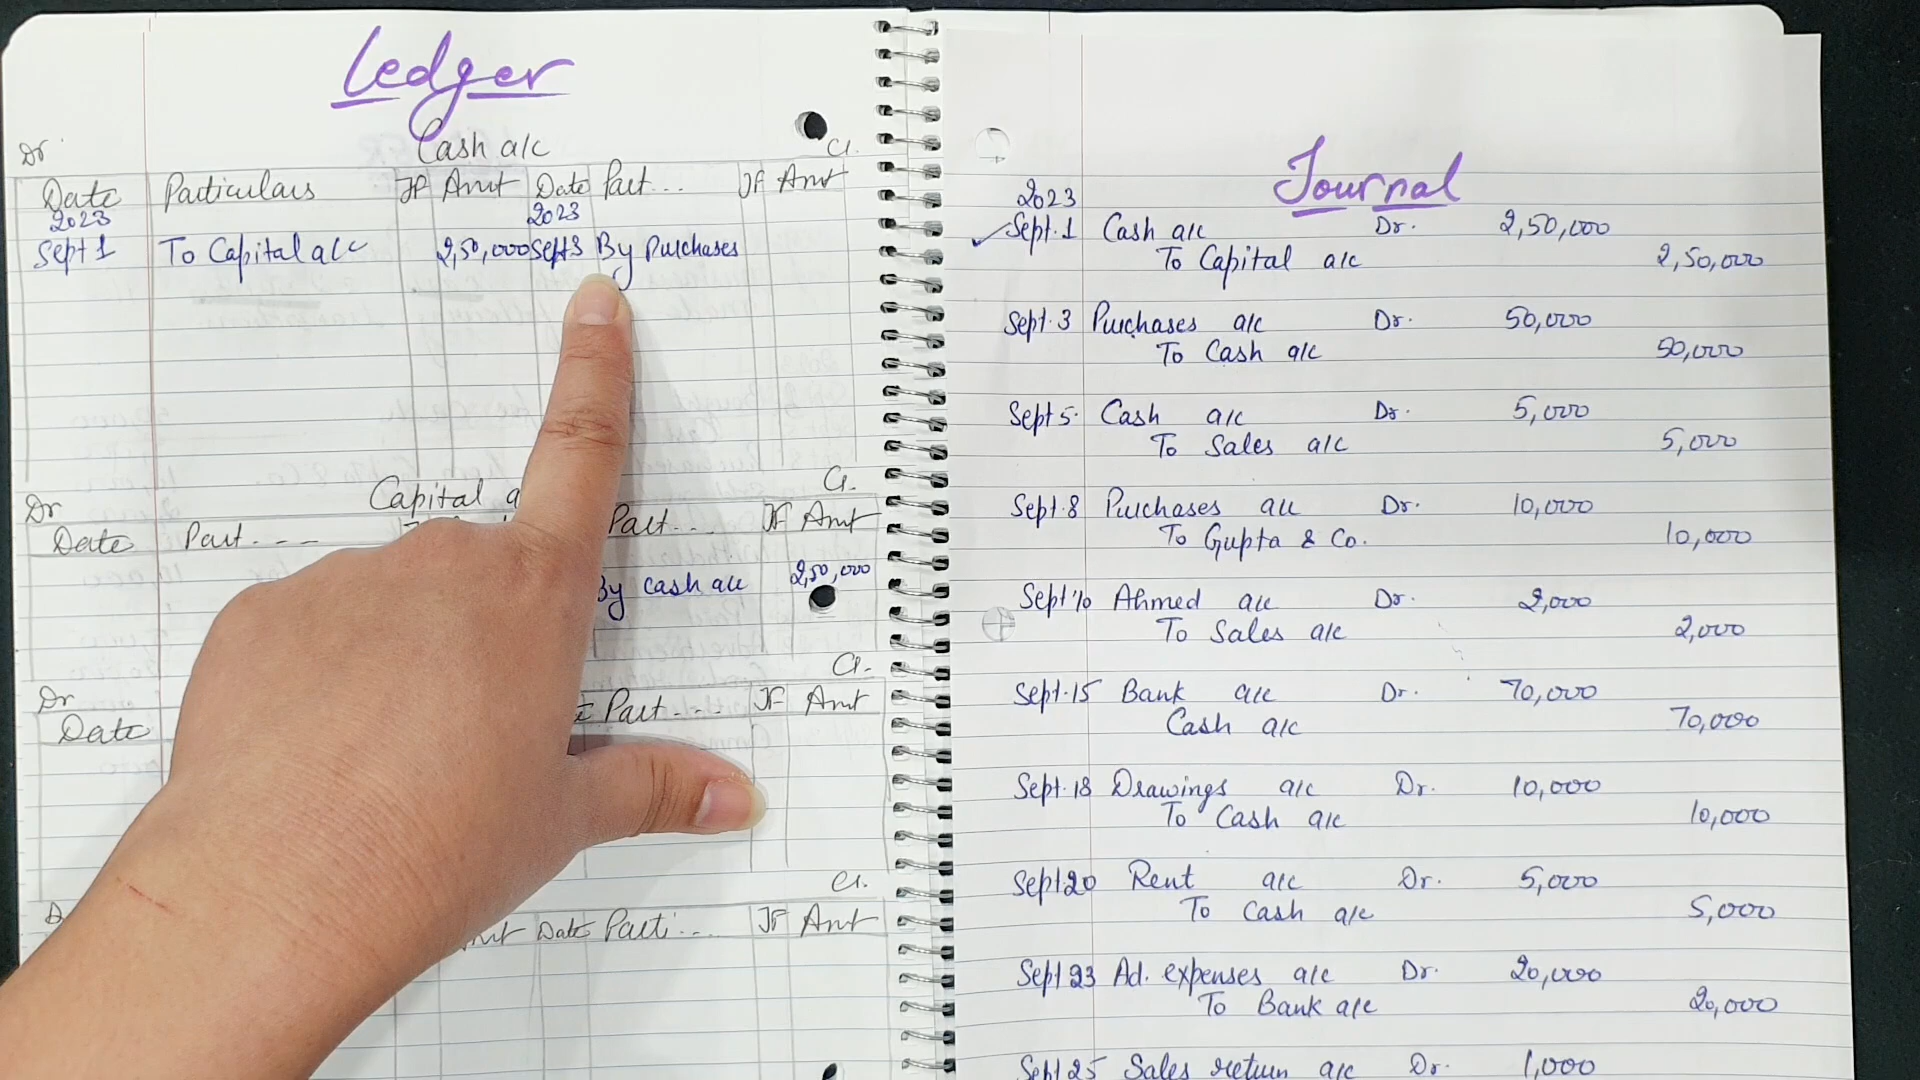 Ledger
Dr Cash a/c Cr.
Date Particulars JF Amt Date Part... JF Amt
2023 2023
Sept 1 To Capital a/c 2,50,000 Sept 3 By Purchases
Dr Capital a Cr.
Date Part. --- Part... JF Amt
By cash a/c 2,50,000
Dr Cr.
Date Part.... JF Amt
Cr.
Amt Date Parti... JF Amt
Journal
2023
Sept. 1 Cash a/c Dr. 2,50,000
To Capital a/c 2,50,000
Sept. 3 Purchases a/c Dr. 50,000
To Cash a/c 50,000
Sept 5. Cash a/c Dr. 5,000
To Sales a/c 5,000
Sept. 8 Purchases a/c Dr. 10,000
To Gupta & Co. 10,000
Sept 10 Ahmed a/c Dr. 2,000
To Sales a/c 2,000
Sept. 15 Bank a/c Dr. 70,000
Cash a/c 70,000
Sept. 18 Drawings a/c Dr. 10,000
To Cash a/c 10,000
Sept 20 Rent a/c Dr. 5,000
To Cash a/c 5,000
Sept 23 Ad. expenses a/c Dr. 20,000
To Bank a/c 20,000
Sept 25 Sales return a/c Dr. 1,000